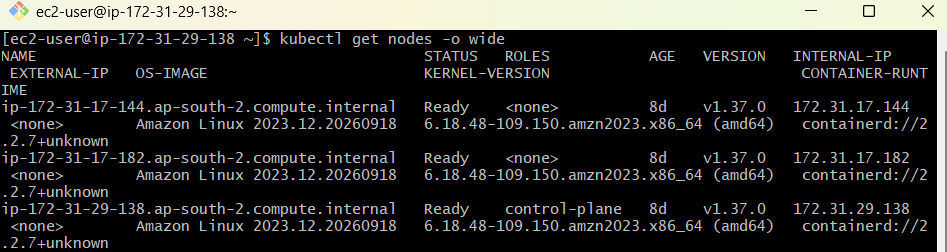 ec2-user@ip-172-31-29-138:~
[ec2-user@ip-172-31-29-138 ~]$ kubectl get nodes -o wide
NAME STATUS ROLES AGE VERSION INTERNAL-IP
EXTERNAL-IP OS-IMAGE KERNEL-VERSION CONTAINER-RUNT
IME
ip-172-31-17-144.ap-south-2.compute.internal Ready <none> 8d v1.37.0 172.31.17.144
<none> Amazon Linux 2023.12.20260918 6.18.48-109.150.amzn2023.x86_64 (amd64) containerd://2
.2.7+unknown
ip-172-31-17-182.ap-south-2.compute.internal Ready <none> 8d v1.37.0 172.31.17.182
<none> Amazon Linux 2023.12.20260918 6.18.48-109.150.amzn2023.x86_64 (amd64) containerd://2
.2.7+unknown
ip-172-31-29-138.ap-south-2.compute.internal Ready control-plane 8d v1.37.0 172.31.29.138
<none> Amazon Linux 2023.12.20260918 6.18.48-109.150.amzn2023.x86_64 (amd64) containerd://2
.2.7+unknown